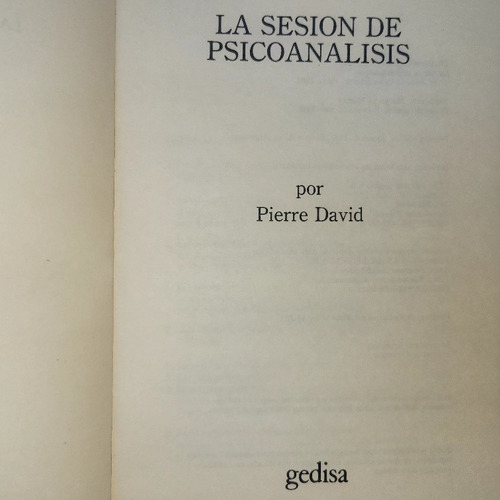 LA SESION DE
PSICOANALISIS
por
Pierre David
gedisa